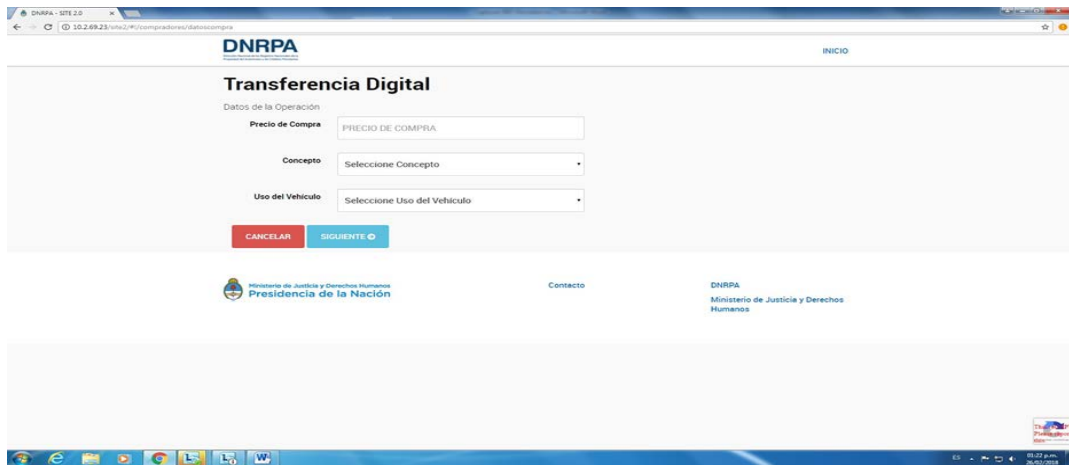 DNRPA - SITE 2.0
10.2.69.23/site2/#!/compradores/datoscompra
DNRPA
INICIO
Transferencia Digital
Datos de la Operación
Precio de Compra
PRECIO DE COMPRA
Concepto
Seleccione Concepto
Uso del Vehículo
Seleccione Uso del Vehículo
CANCELAR
SIGUIENTE
Ministerio de Justicia y Derechos Humanos
Presidencia de la Nación
Contacto
DNRPA
Ministerio de Justicia y Derechos
Humanos
ES
01:22 p.m.
26/02/2018